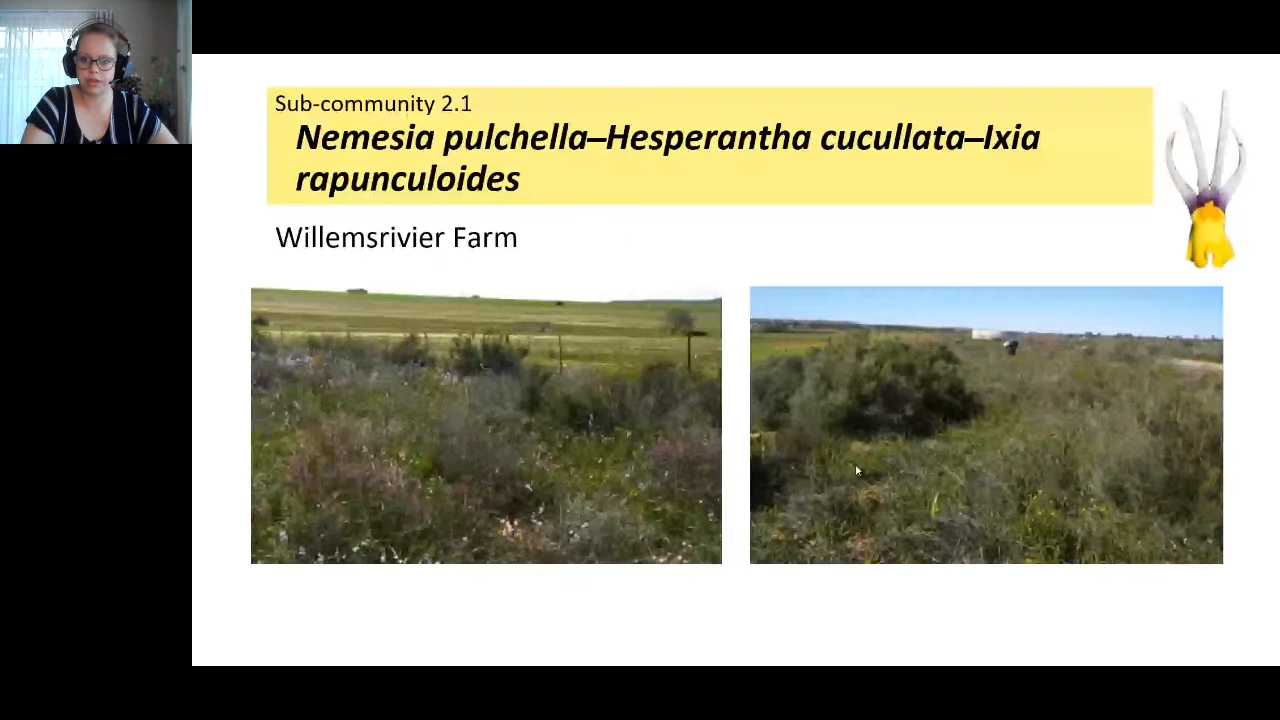 Sub-community 2.1
Nemesia pulchella–Hesperantha cucullata–Ixia
rapunculoides
Willemsrivier Farm